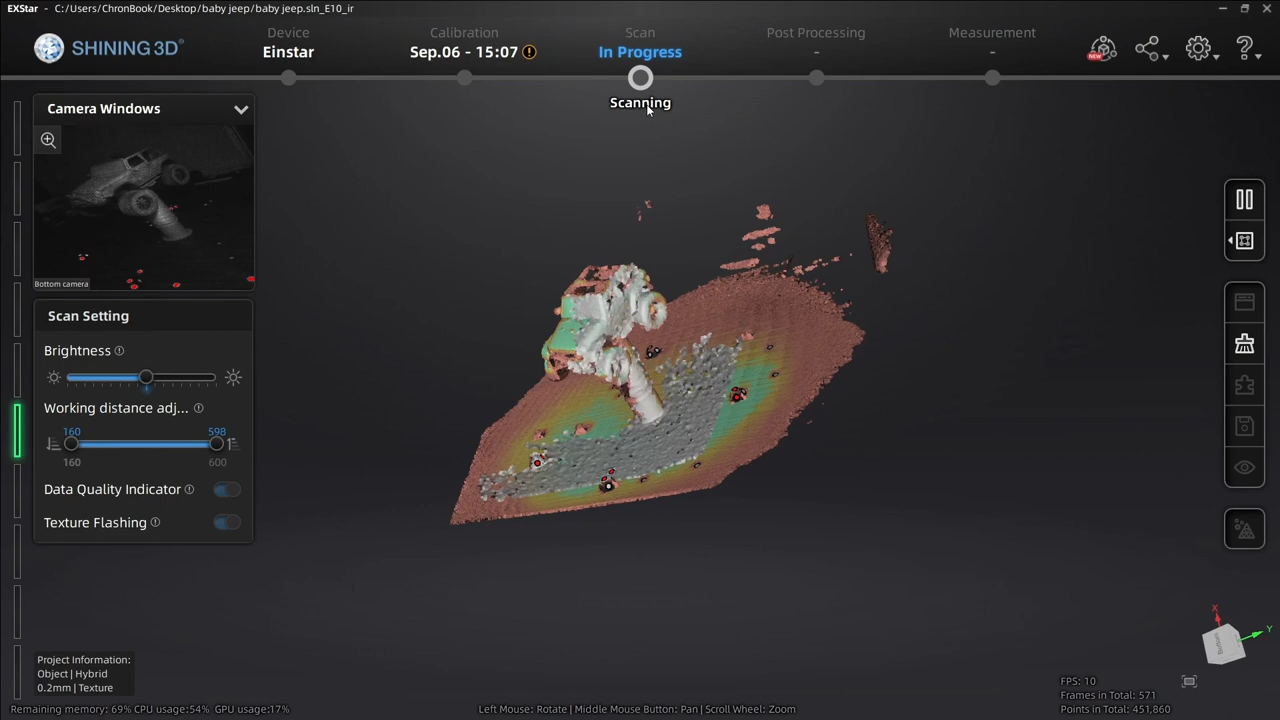 EXStar - C:/Users/ChronBook/Desktop/baby jeep/baby jeep.sln_E10_ir
SHINING 3D®
Device
Einstar
Calibration
Sep.06 - 15:07
Scan
In Progress
Post Processing
-
Measurement
-
NEW
Scanning
Camera Windows
Bottom camera
Scan Setting
Brightness
Working distance adj...
160 598
160 600
Data Quality Indicator
Texture Flashing
X
Y
Project Information:
Object | Hybrid
0.2mm | Texture
FPS: 10
Frames in Total: 571
Points in Total: 451,860
Remaining memory: 69% CPU usage:54% GPU usage:17%
Left Mouse: Rotate | Middle Mouse Button: Pan | Scroll Wheel: Zoom